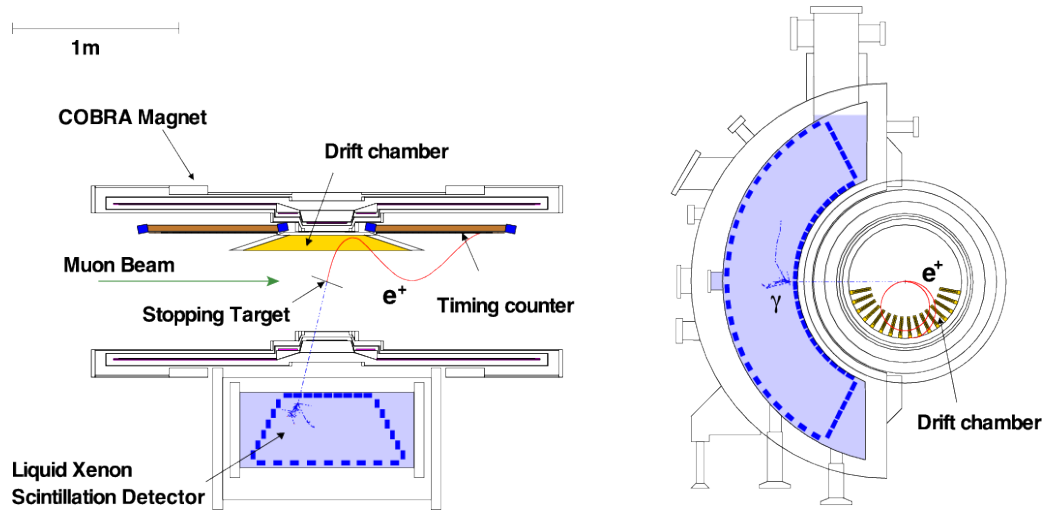 1m
COBRA Magnet
Drift chamber
Muon Beam
e+
Stopping Target
Timing counter
Liquid Xenon
Scintillation Detector
γ
e+
Drift chamber